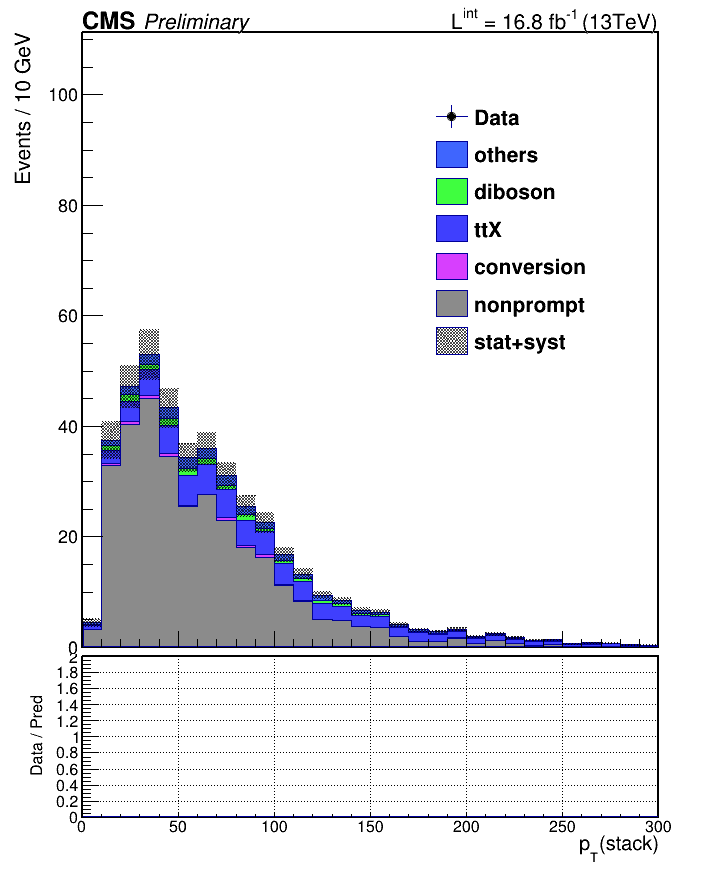 CMS Preliminary L^int = 16.8 fb^-1 (13TeV)
Events / 10 GeV
100
80
60
40
20
0
Data
others
diboson
ttX
conversion
nonprompt
stat+syst
Data / Pred
2
1.8
1.6
1.4
1.2
1
0.8
0.6
0.4
0.2
0
0 50 100 150 200 250 300
p_T(stack)